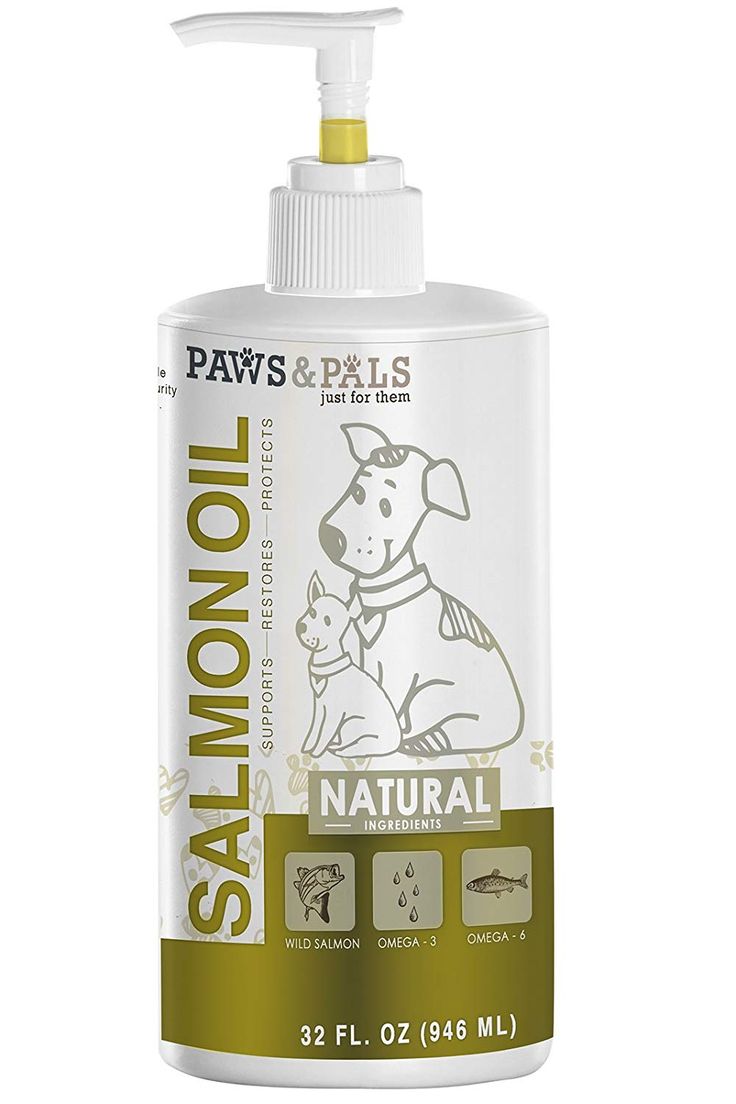 PAWS & PALS
just for them
SALMON OIL
SUPPORTS—RESTORES—PROTECTS
NATURAL
INGREDIENTS
WILD SALMON
OMEGA - 3
OMEGA - 6
32 FL. OZ (946 ML)